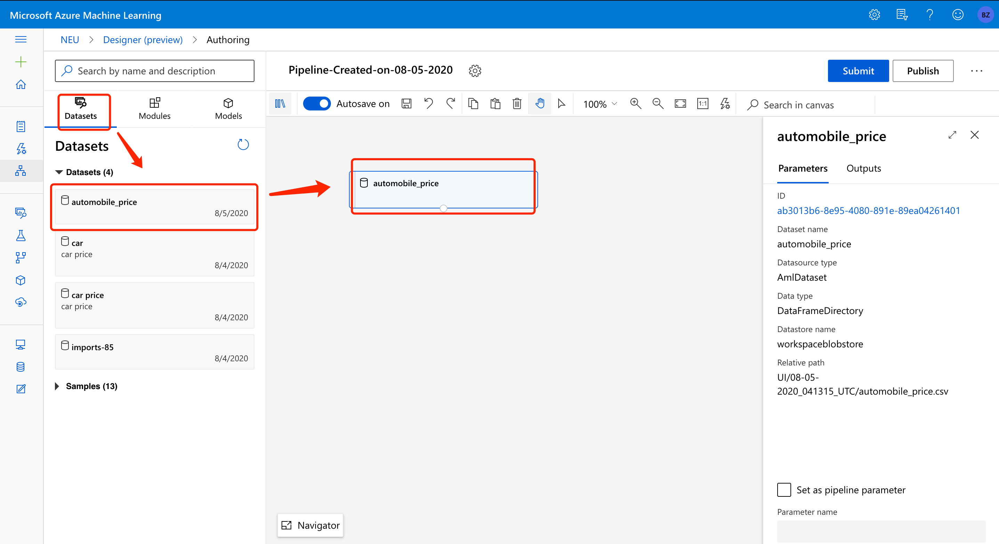 Microsoft Azure Machine Learning
BZ
NEU > Designer (preview) > Authoring
Search by name and description
Pipeline-Created-on-08-05-2020
Submit
Publish
Datasets
Modules
Models
Autosave on
100%
1:1
Search in canvas
Datasets
Datasets (4)
automobile_price
8/5/2020
car
car price
8/4/2020
car price
car price
8/4/2020
imports-85
8/4/2020
Samples (13)
automobile_price
Navigator
automobile_price
Parameters
Outputs
ID
ab3013b6-8e95-4080-891e-89ea04261401
Dataset name
automobile_price
Datasource type
AmlDataset
Data type
DataFrameDirectory
Datastore name
workspaceblobstore
Relative path
UI/08-05-
2020_041315_UTC/automobile_price.csv
Set as pipeline parameter
Parameter name